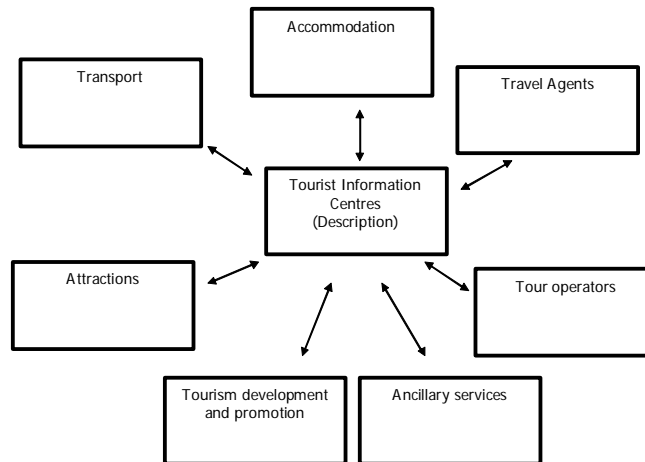 Accommodation
Transport
Travel Agents
Tourist Information
Centres
(Description)
Attractions
Tour operators
Tourism development
and promotion
Ancillary services